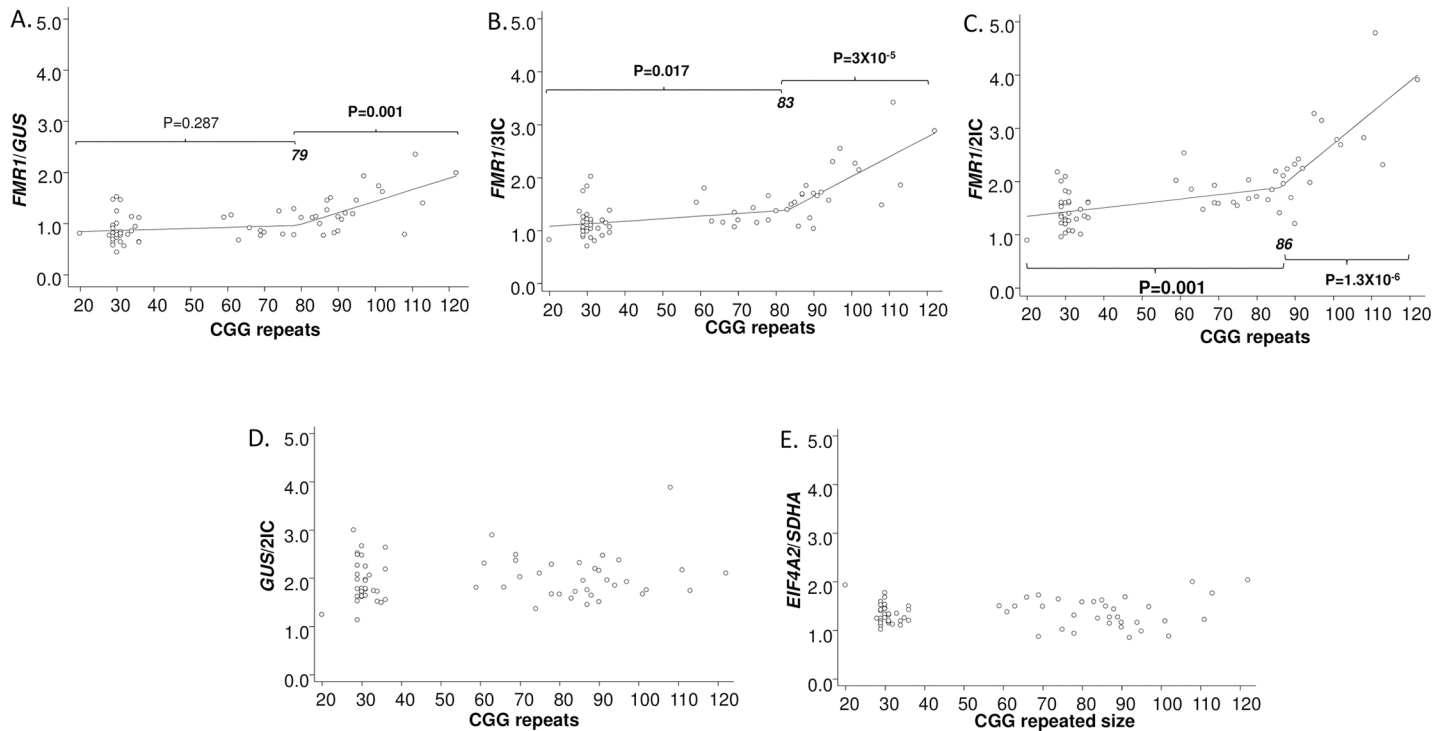 A.
FMR1/GUS
5.0
4.0
3.0
2.0
1.0
0.0
P=0.287
P=0.001
79
20 30 40 50 60 70 80 90 100 110 120
CGG repeats
B.
FMR1/3IC
5.0
4.0
3.0
2.0
1.0
0.0
P=0.017
P=3X10-5
83
20 30 40 50 60 70 80 90 100 110 120
CGG repeats
C.
FMR1/2IC
5.0
4.0
3.0
2.0
1.0
0.0
86
P=0.001
P=1.3X10-6
20 30 40 50 60 70 80 90 100 110 120
CGG repeats
D.
GUS/2IC
5.0
4.0
3.0
2.0
1.0
0.0
20 30 40 50 60 70 80 90 100 110 120
CGG repeats
E.
EIF4A2/SDHA
5.0
4.0
3.0
2.0
1.0
0.0
20 30 40 50 60 70 80 90 100 110 120
CGG repeated size